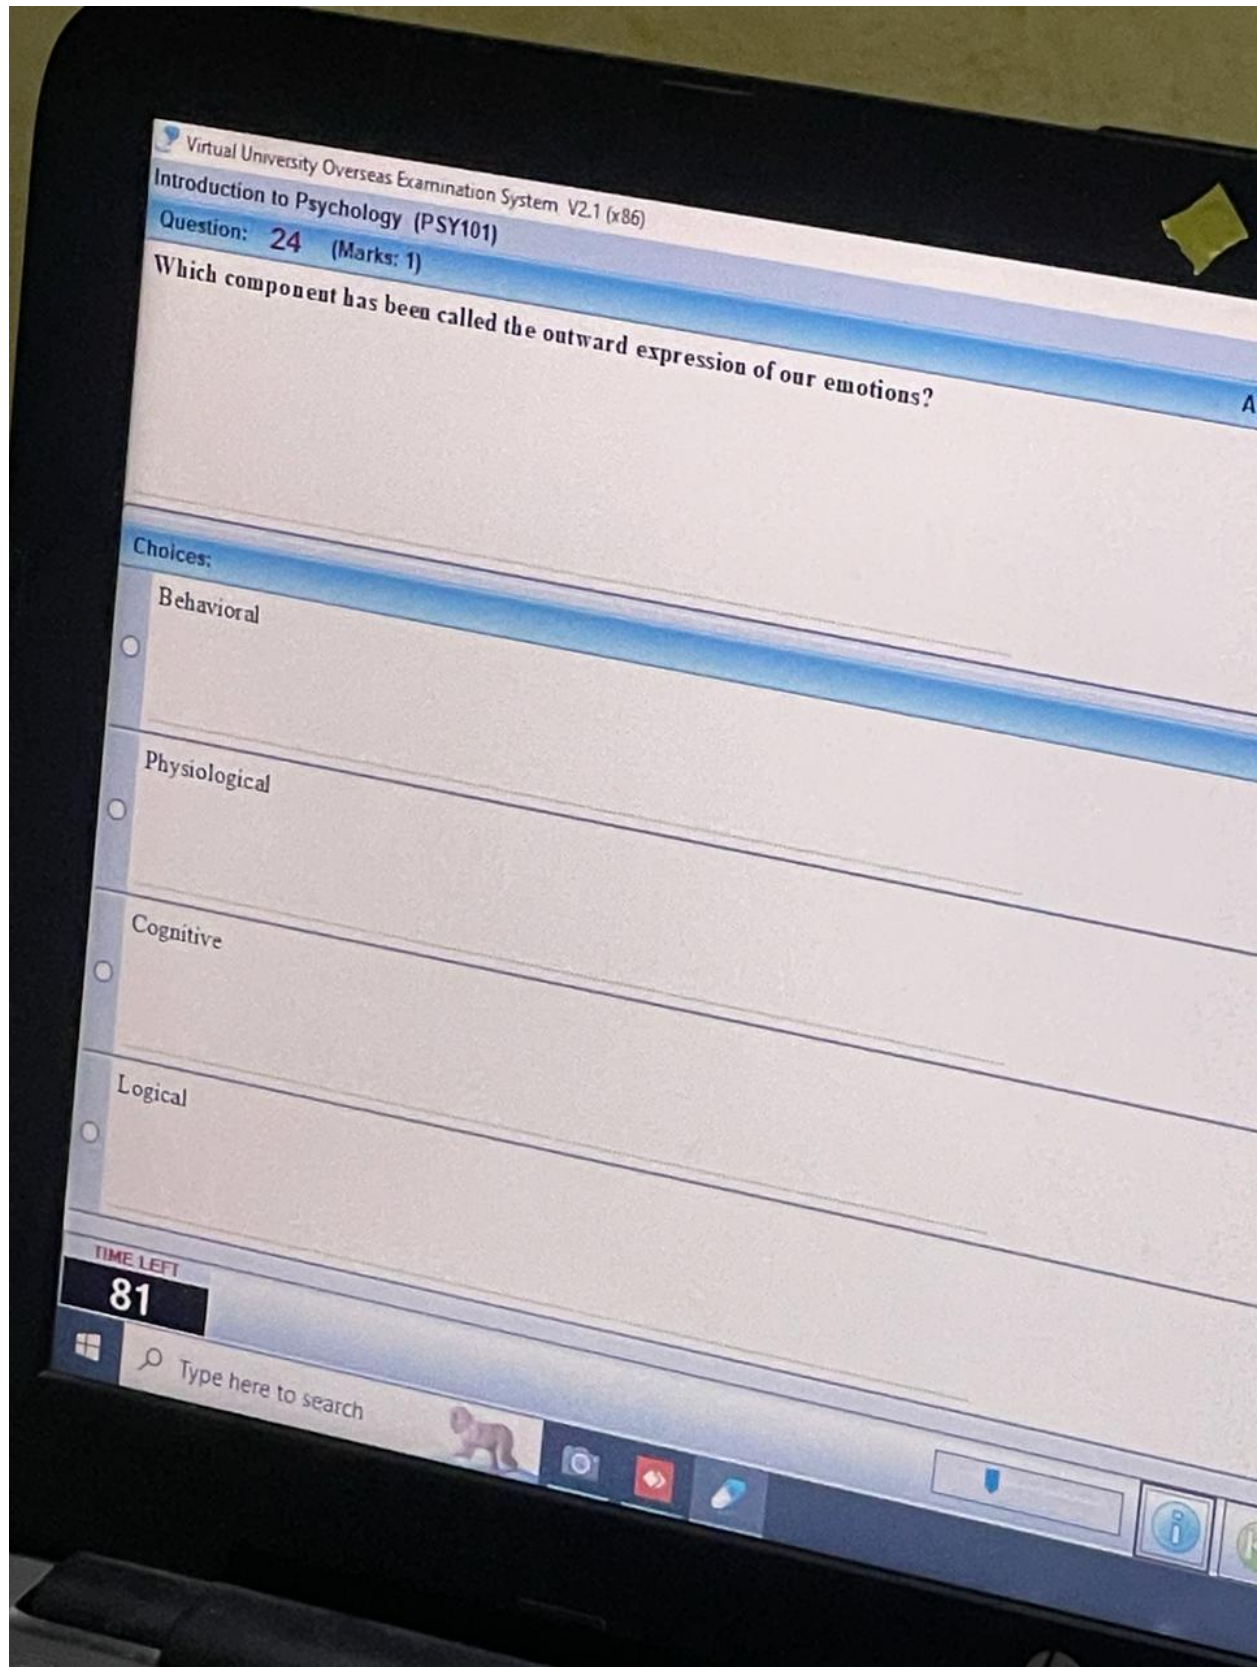 Virtual University Overseas Examination System V2.1 (x86)
Introduction to Psychology (PSY101)
Question: 24 (Marks: 1)
A
Which component has been called the outward expression of our emotions?
Choices:
Behavioral
Physiological
Cognitive
Logical
TIME LEFT
81
Type here to search